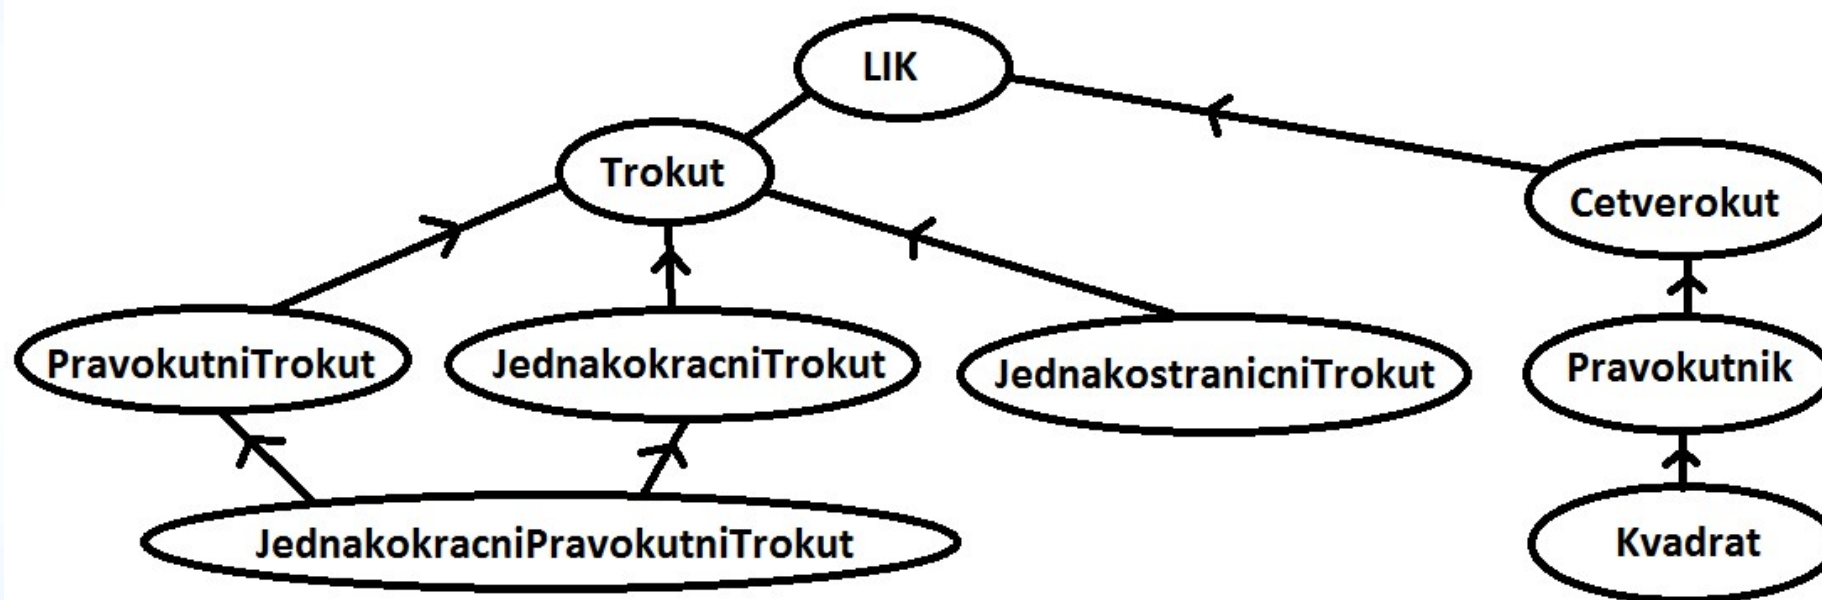 LIK
Trokut
Cetverokut
PravokutniTrokut
JednakokracniTrokut
JednakostranicniTrokut
Pravokutnik
JednakokracniPravokutniTrokut
Kvadrat